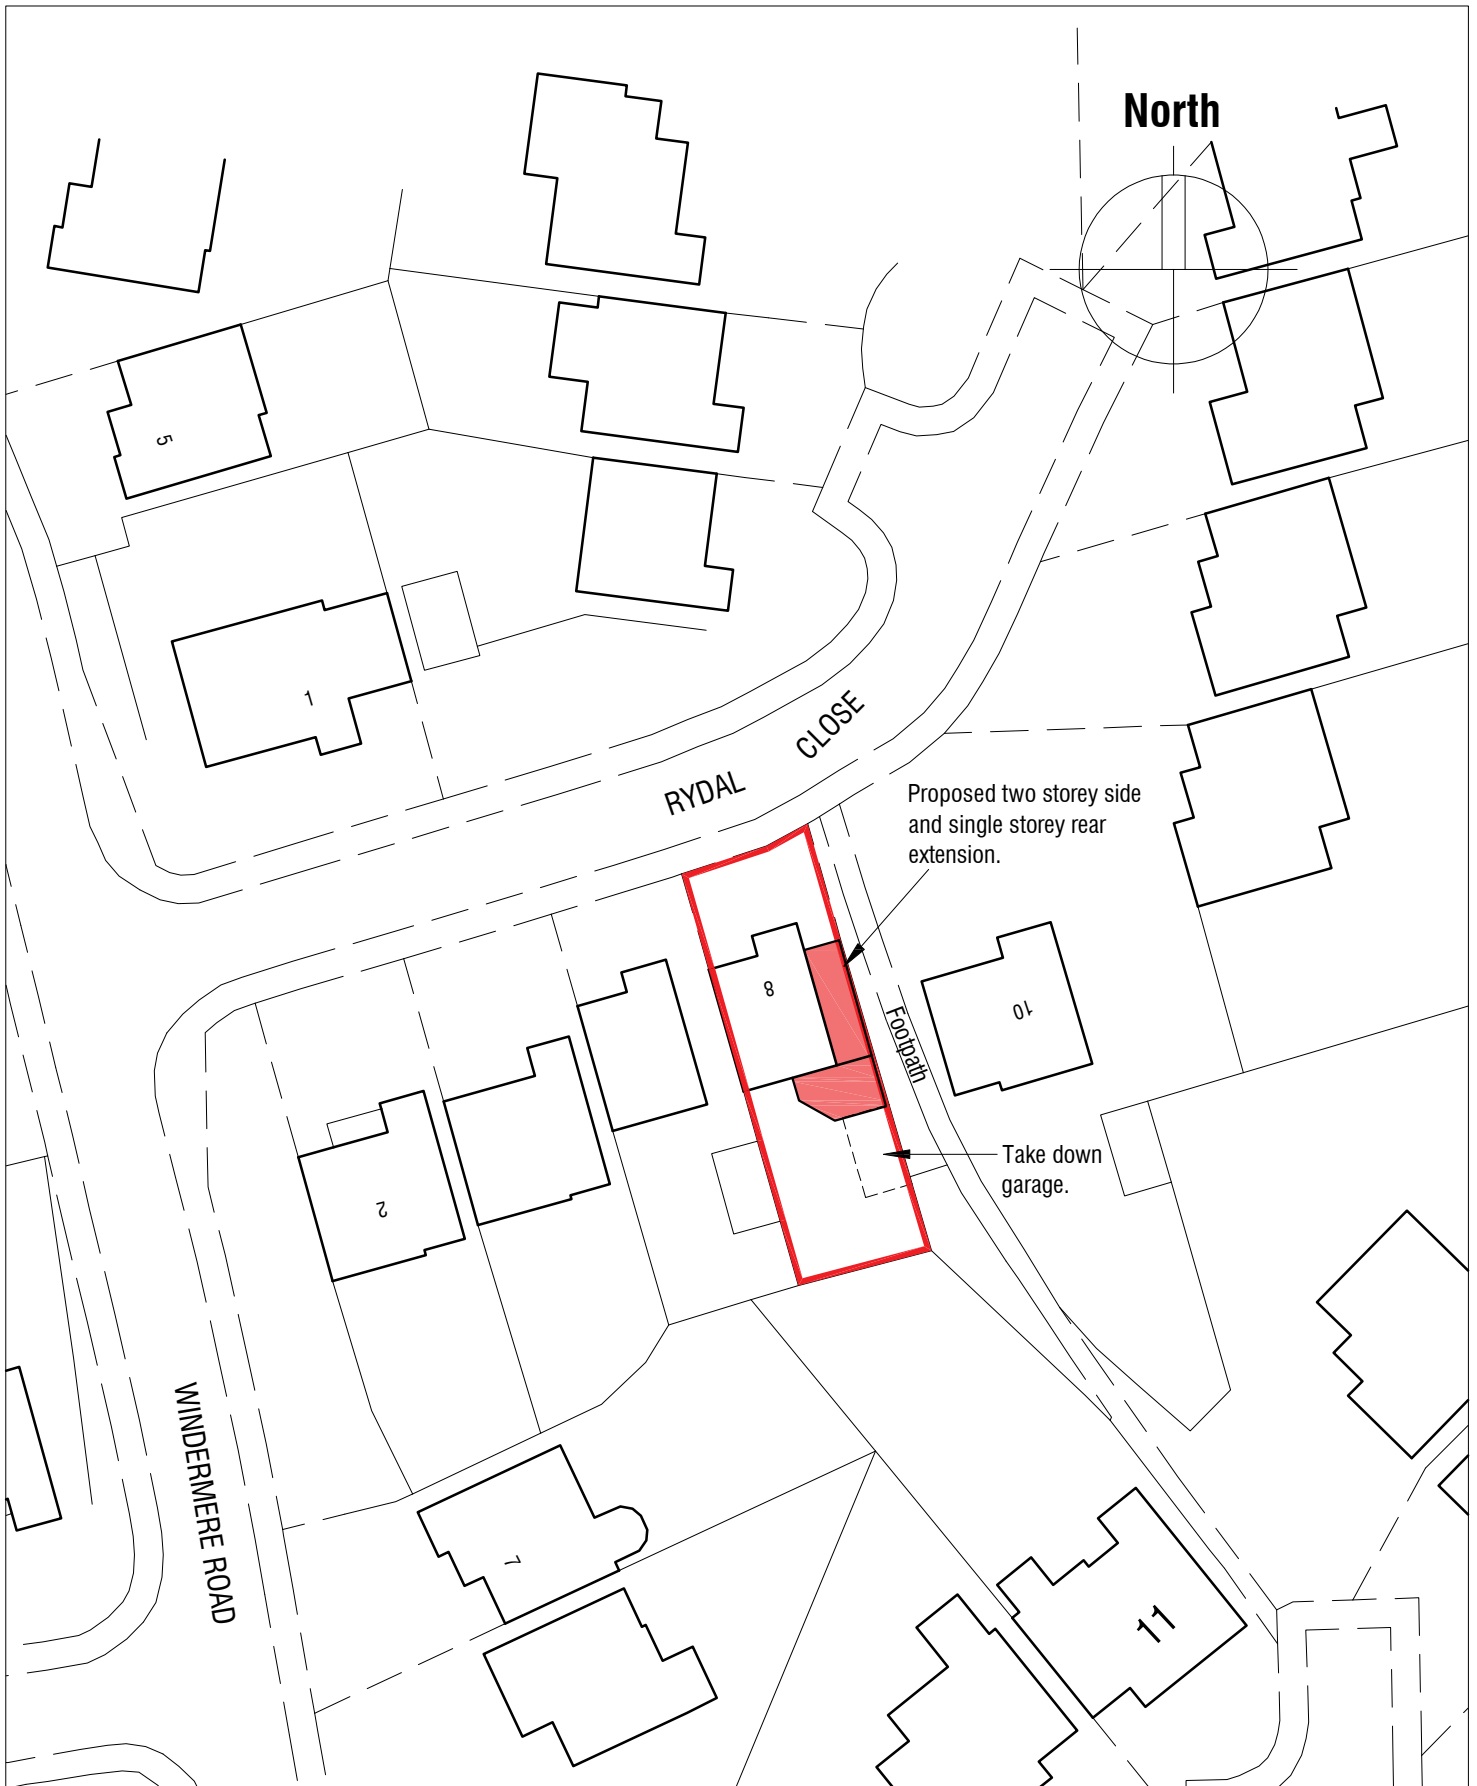 North
5
1
RYDAL CLOSE
Proposed two storey side
and single storey rear
extension.
8
10
Footpath
Take down
garage.
2
WINDERMERE ROAD
7
11